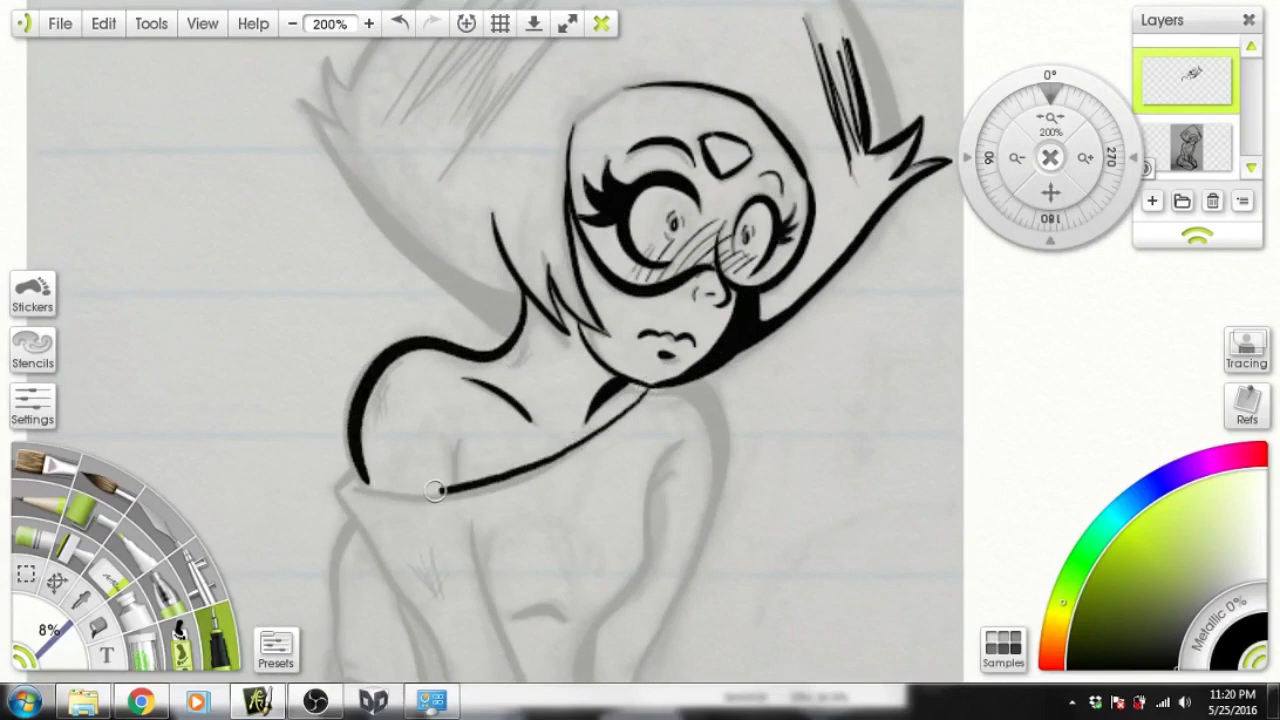 File Edit Tools View Help − 200% +
Layers
0°
200%
90
270
180
Stickers
Stencils
Settings
Tracing
Refs
8%
T
Presets
Metallic 0%
Samples
11:20 PM
5/25/2016